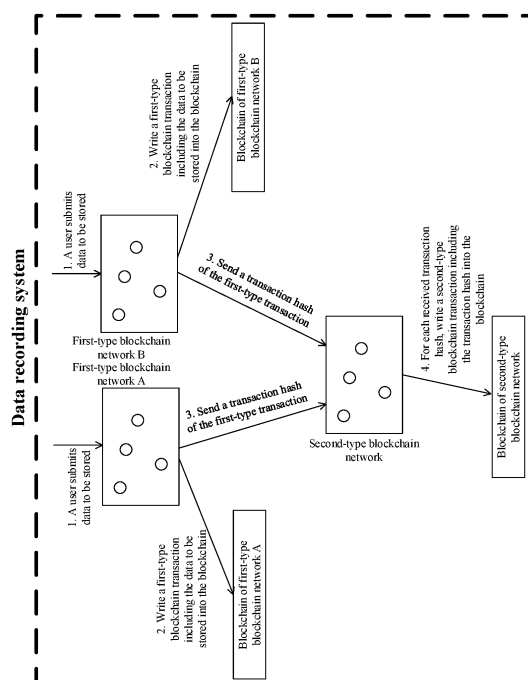 Data recording system
1. A user submits
data to be stored
First-type blockchain
network A
2. Write a first-type
blockchain transaction
including the data to be
stored into the blockchain
Blockchain of first-type
blockchain network A
3. Send a transaction hash
of the first-type transaction
1. A user submits
data to be stored
First-type blockchain
network B
2. Write a first-type
blockchain transaction
including the data to be
stored into the blockchain
Blockchain of first-type
blockchain network B
3. Send a transaction hash
of the first-type transaction
Second-type blockchain
network
4. For each received transaction
hash, write a second-type
blockchain transaction including
the transaction hash into the
blockchain
Blockchain of second-type
blockchain network